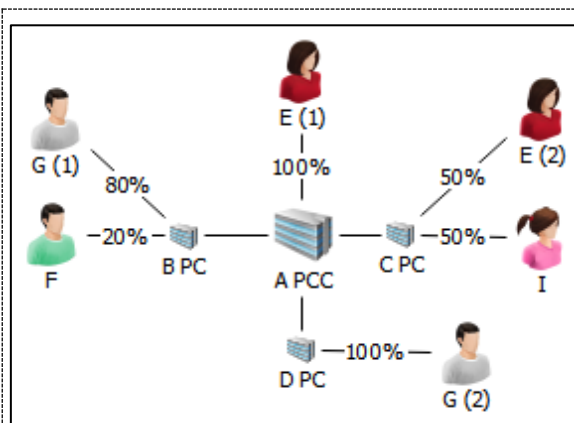 E (1)
G (1)
E (2)
100%
80%
50%
20%
50%
F
B PC
A PCC
C PC
I
D PC
100%
G (2)